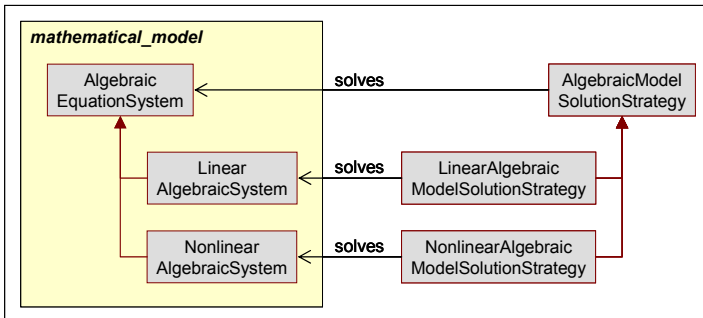 mathematical_model
Algebraic
EquationSystem
solves
AlgebraicModel
SolutionStrategy
Linear
AlgebraicSystem
solves
LinearAlgebraic
ModelSolutionStrategy
Nonlinear
AlgebraicSystem
solves
NonlinearAlgebraic
ModelSolutionStrategy